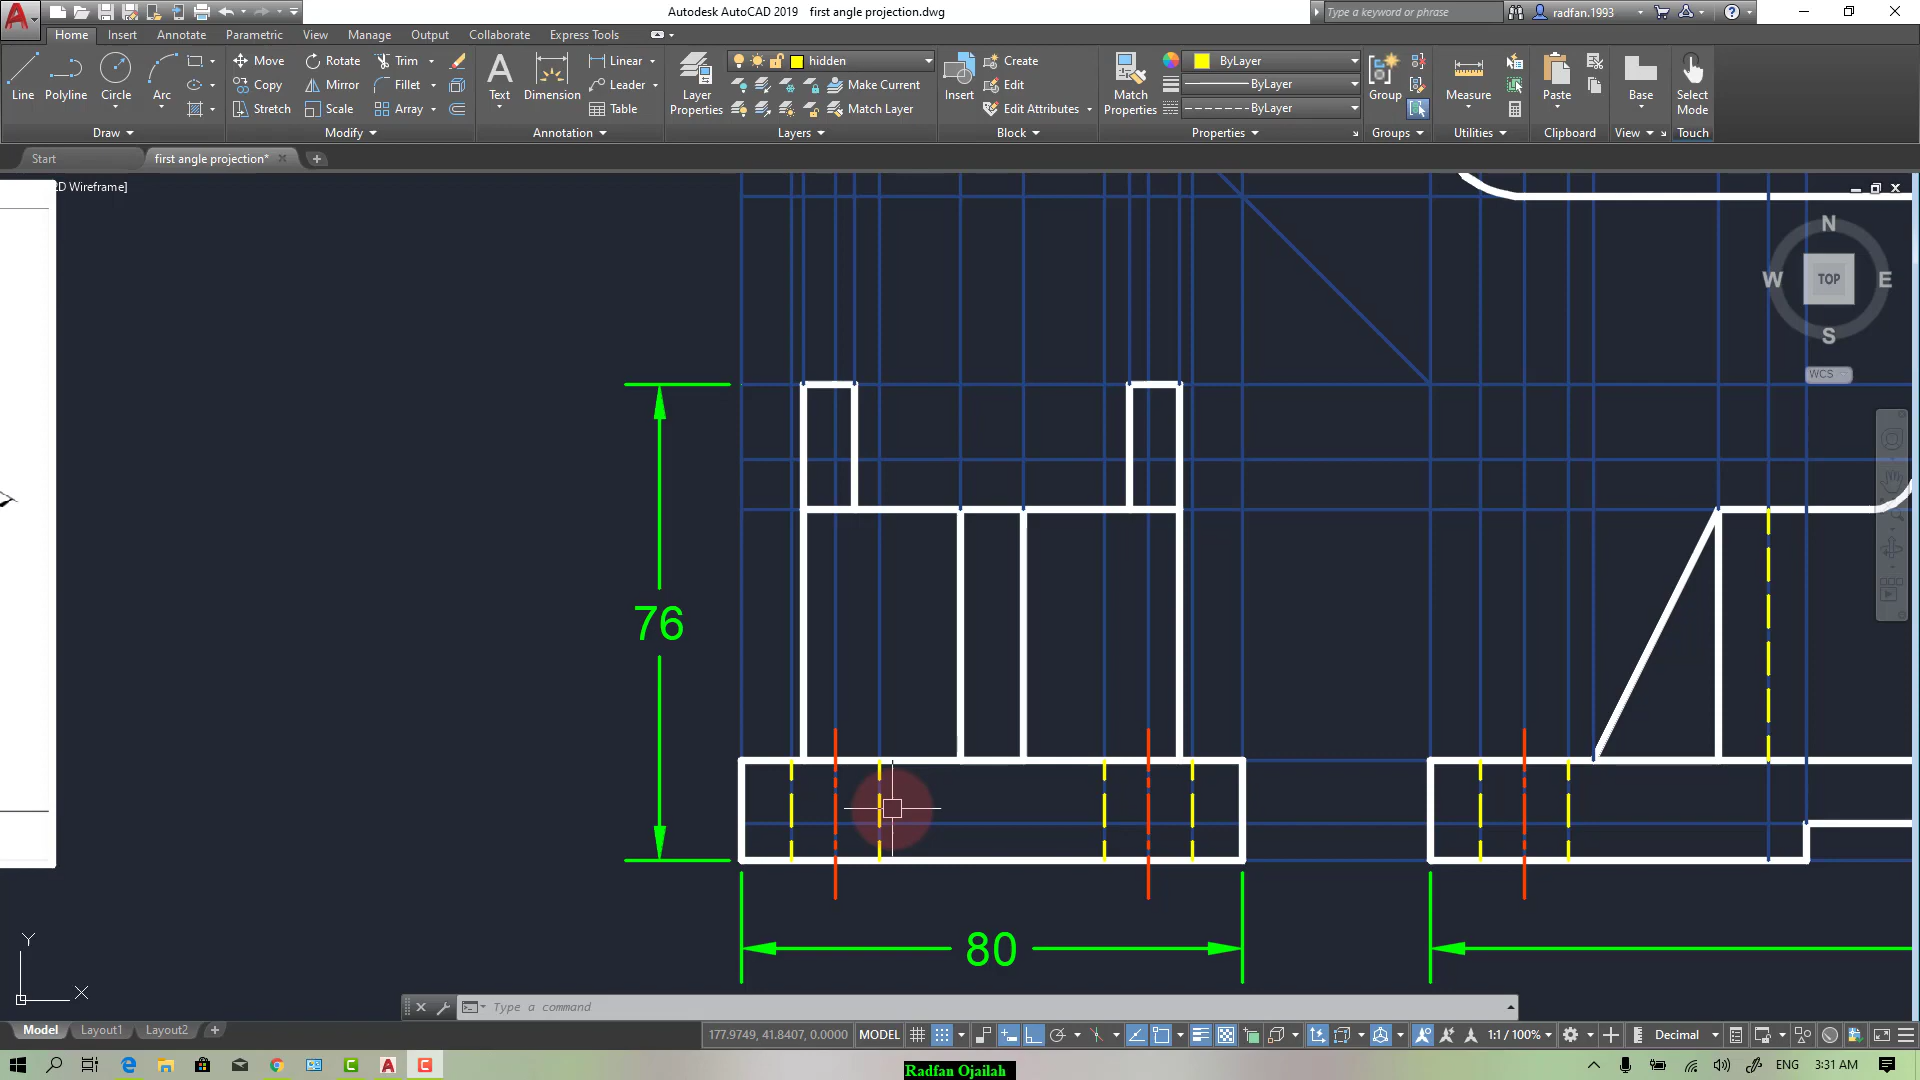 Autodesk AutoCAD 2019 first angle projection.dwg
Type a keyword or phrase
radfan.1993
Home Insert Annotate Parametric View Manage Output Collaborate Express Tools
Line Polyline Circle Arc
Move Rotate Trim
Copy Mirror Fillet
Stretch Scale Array
Text Dimension
Linear
Leader
Table
Layer Properties
hidden
Make Current
Match Layer
Insert
Create
Edit
Edit Attributes
Match Properties
ByLayer
ByLayer
ByLayer
Group
Measure
Paste
Base
Select Mode
Draw Modify Annotation Layers Block Properties Groups Utilities Clipboard View Touch
Start first angle projection*
D Wireframe]
N
W TOP E
S
WCS
76
80
Y
X
Type a command
Model Layout1 Layout2
177.9749, 41.8407, 0.0000 MODEL 1:1 / 100% Decimal
ENG 3:31 AM
Radfan Ojailah